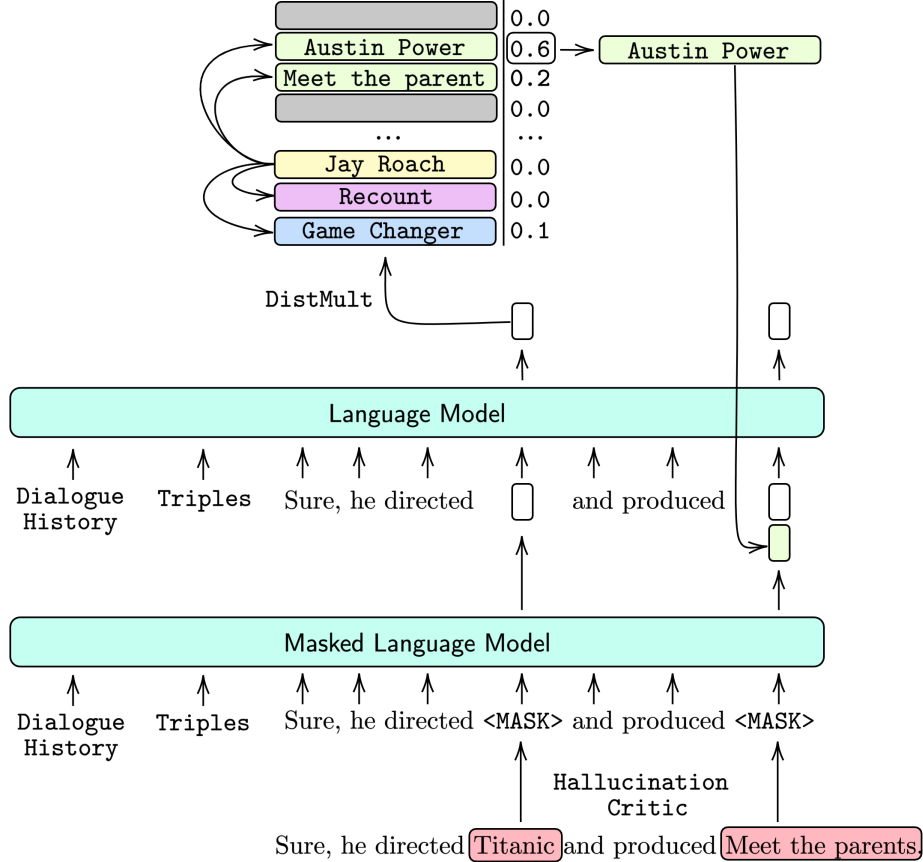 0.0
Austin Power 0.6 Austin Power
Meet the parent 0.2
0.0
... ...
Jay Roach 0.0
Recount 0.0
Game Changer 0.1
DistMult
Language Model
Dialogue History Triples Sure, he directed and produced
Masked Language Model
Dialogue History Triples Sure, he directed <MASK> and produced <MASK>
Hallucination
Critic
Sure, he directed Titanic and produced Meet the parents.